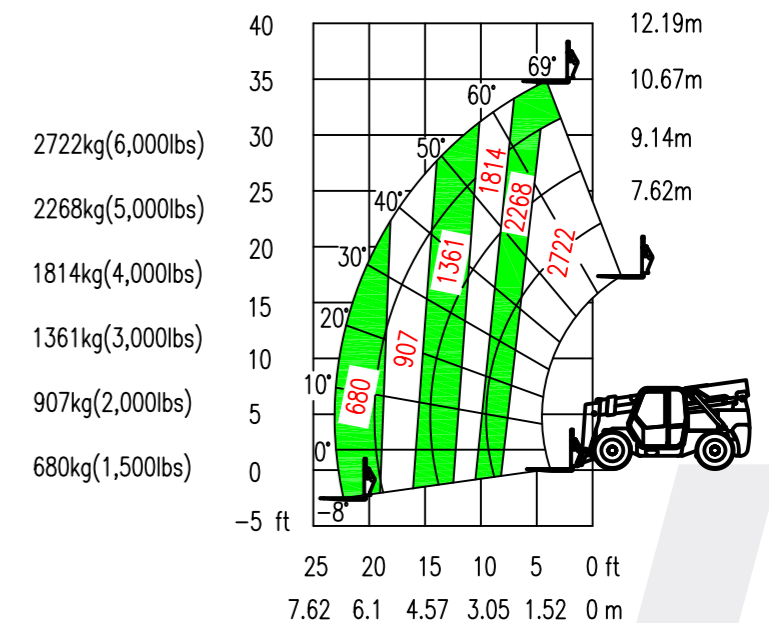 40
12.19m
35
69°
10.67m
60°
2722kg(6,000lbs)
30
50°
9.14m
1814
2268kg(5,000lbs)
25
40°
2268
7.62m
1814kg(4,000lbs)
20
30°
1361
2722
1361kg(3,000lbs)
15
20°
907
10
10°
680
907kg(2,000lbs)
5
0°
680kg(1,500lbs)
0
-8°
-5 ft
25 20 15 10 5 0 ft
7.62 6.1 4.57 3.05 1.52 0 m